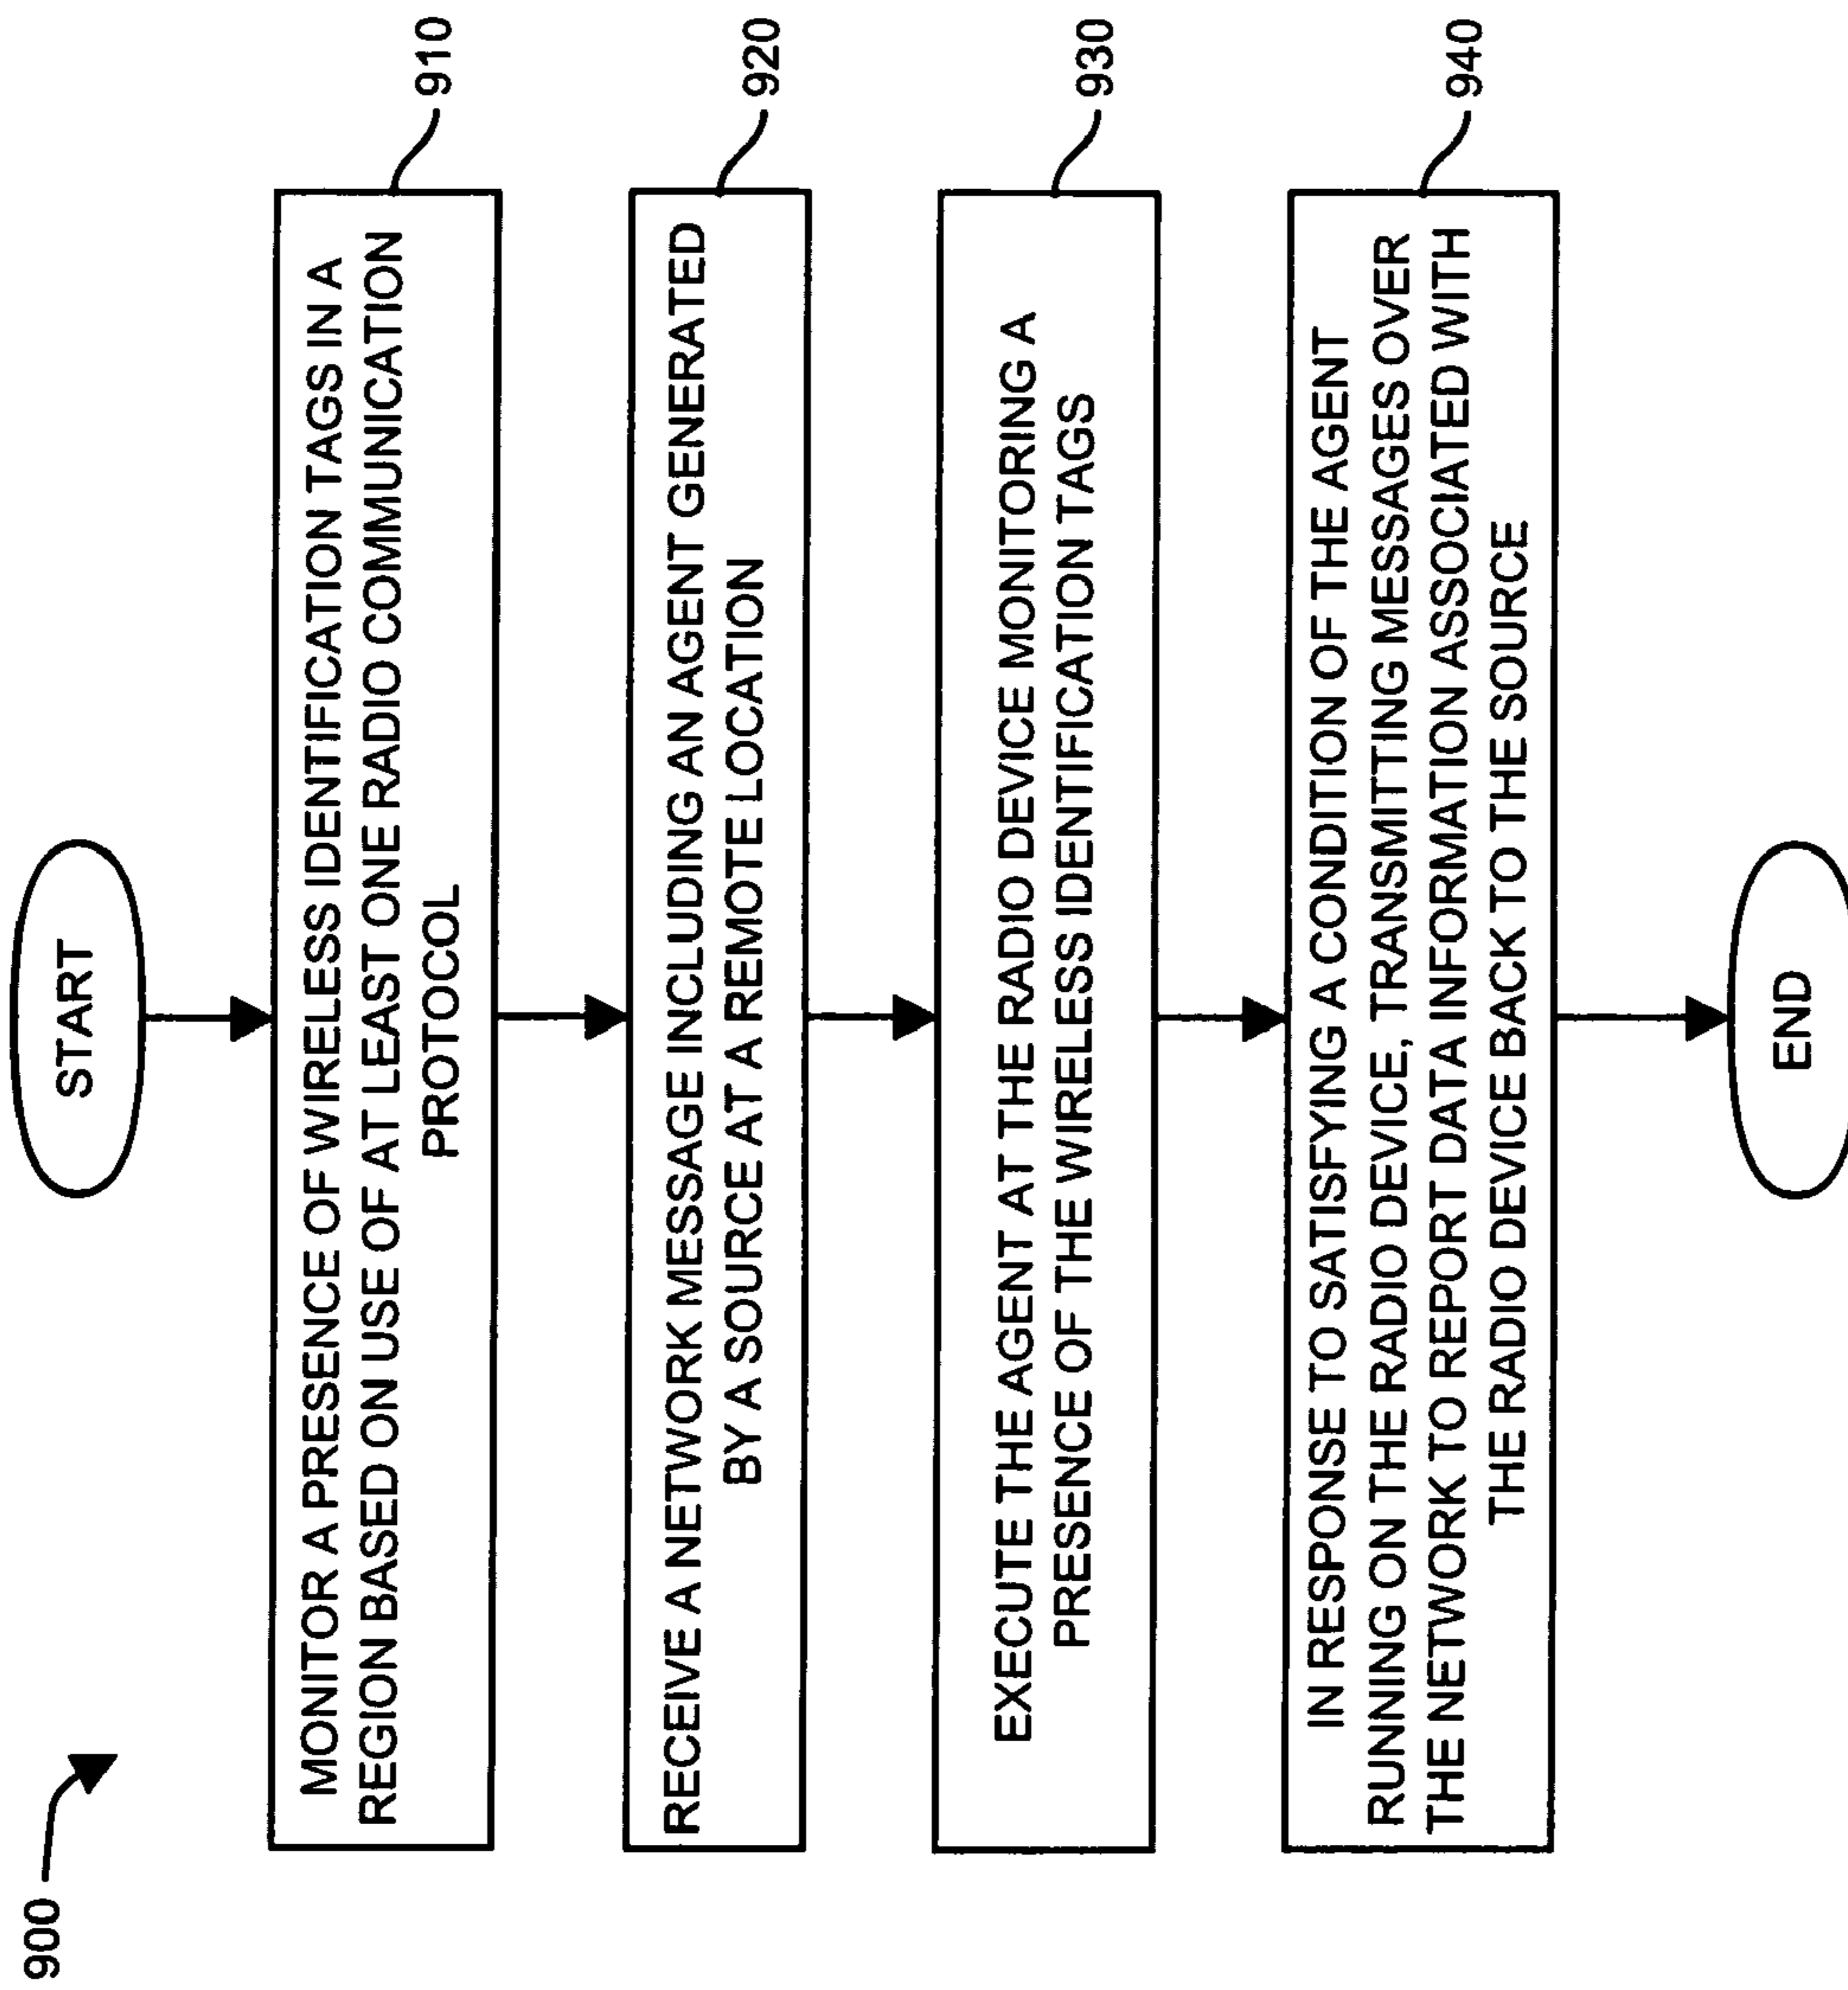 900
START
MONITOR A PRESENCE OF WIRELESS IDENTIFICATION TAGS IN A
REGION BASED ON USE OF AT LEAST ONE RADIO COMMUNICATION
PROTOCOL
910
RECEIVE A NETWORK MESSAGE INCLUDING AN AGENT GENERATED
BY A SOURCE AT A REMOTE LOCATION
920
EXECUTE THE AGENT AT THE RADIO DEVICE MONITORING A
PRESENCE OF THE WIRELESS IDENTIFICATION TAGS
930
IN RESPONSE TO SATISFYING A CONDITION OF THE AGENT
RUNNING ON THE RADIO DEVICE, TRANSMITTING MESSAGES OVER
THE NETWORK TO REPORT DATA INFORMATION ASSOCIATED WITH
THE RADIO DEVICE BACK TO THE SOURCE
940
END